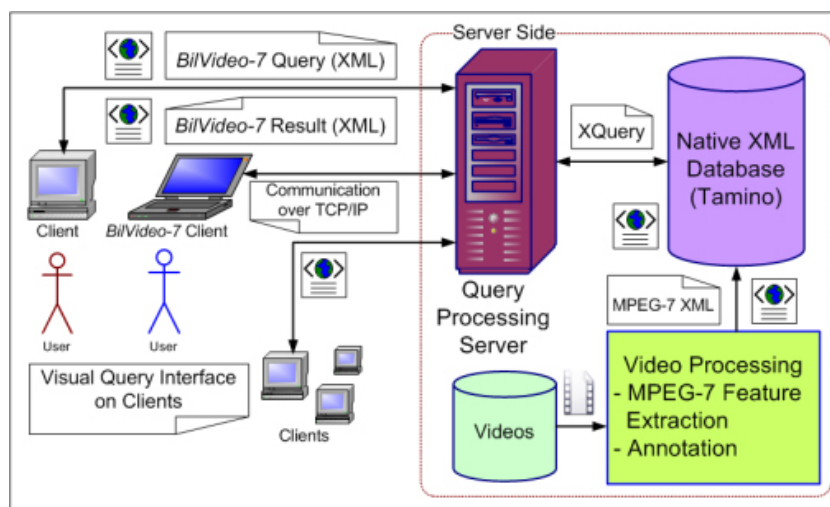 Server Side
BilVideo-7 Query (XML)
BilVideo-7 Result (XML)
XQuery
Native XML
Database
(Tamino)
Communication
over TCP/IP
Client
BilVideo-7 Client
User
User
Query
Processing
Server
MPEG-7 XML
Visual Query Interface
on Clients
Clients
Videos
Video Processing
- MPEG-7 Feature
Extraction
- Annotation